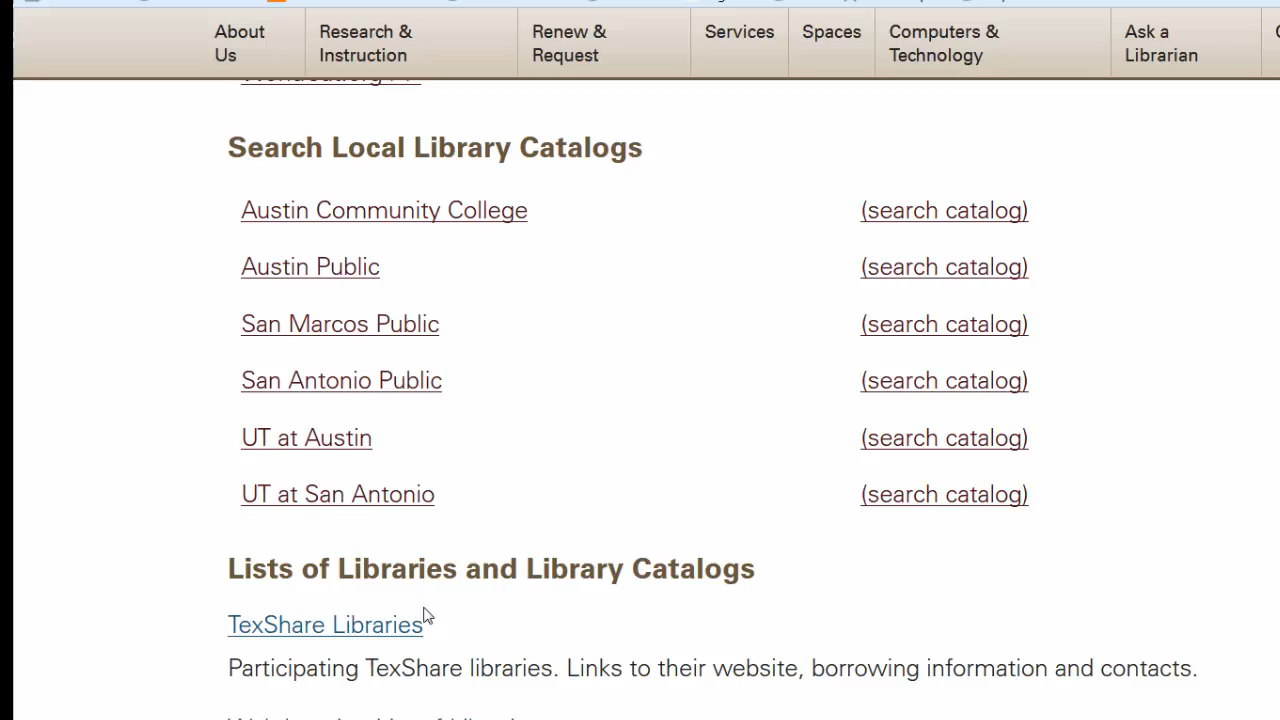 About Us
Research & Instruction
Renew & Request
Services
Spaces
Computers & Technology
Ask a Librarian
Search Local Library Catalogs
Austin Community College (search catalog)
Austin Public (search catalog)
San Marcos Public (search catalog)
San Antonio Public (search catalog)
UT at Austin (search catalog)
UT at San Antonio (search catalog)
Lists of Libraries and Library Catalogs
TexShare Libraries
Participating TexShare libraries. Links to their website, borrowing information and contacts.